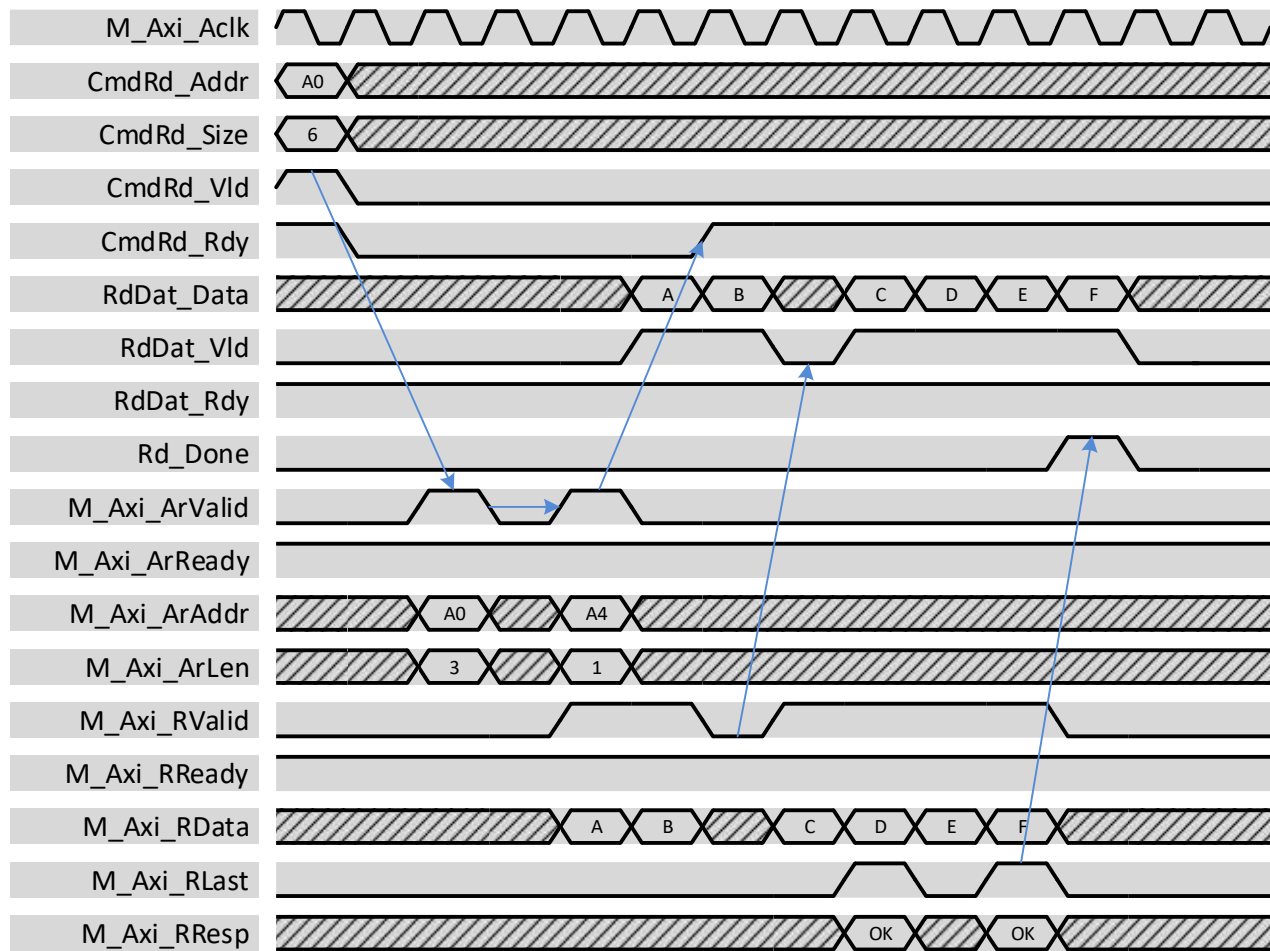 M_Axi_Aclk
CmdRd_Addr A0
CmdRd_Size 6
CmdRd_Vld
CmdRd_Rdy
RdDat_Data A B C D E F
RdDat_Vld
RdDat_Rdy
Rd_Done
M_Axi_ArValid
M_Axi_ArReady
M_Axi_ArAddr A0 A4
M_Axi_ArLen 3 1
M_Axi_RValid
M_Axi_RReady
M_Axi_RData A B C D E F
M_Axi_RLast
M_Axi_RResp OK OK